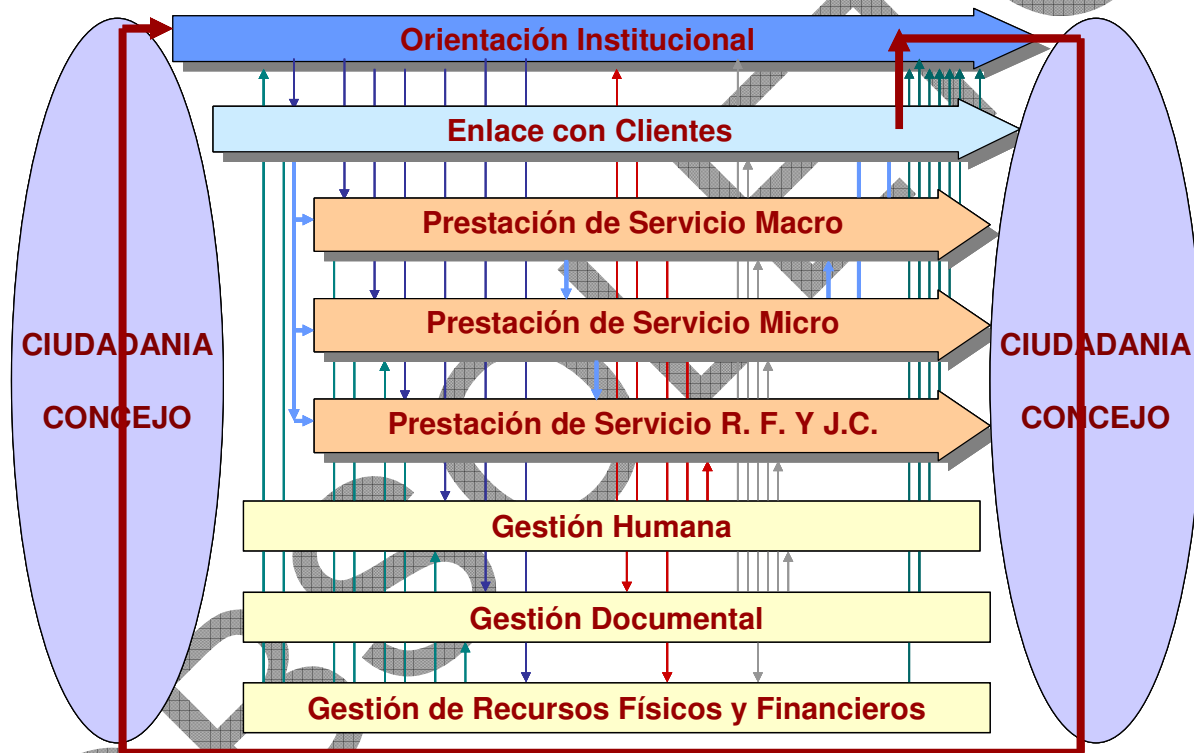 Orientación Institucional
Enlace con Clientes
Prestación de Servicio Macro
Prestación de Servicio Micro
CIUDADANIA
CONCEJO
CIUDADANIA
CONCEJO
Prestación de Servicio R. F. Y J.C.
Gestión Humana
Gestión Documental
Gestión de Recursos Físicos y Financieros